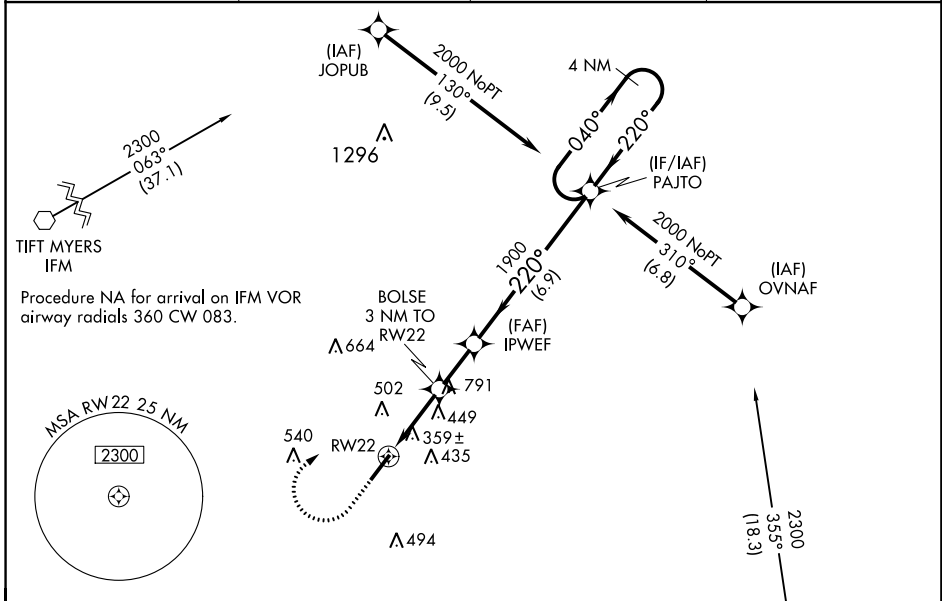 (IAF)
JOPUB
2000 NoPT
130°
(9.5)
4 NM
040°
220°
1296
2300
063°
(37.1)
(IF/IAF)
PAJTO
TIFT MYERS
IFM
2000 NoPT
310°
(6.8)
(IAF)
OVNAF
Procedure NA for arrival on IFM VOR
airway radials 360 CW 083.
1900
220°
(6.9)
BOLSE
3 NM TO
RW22
(FAF)
IPWEF
664
791
502
449
MSA RW22 25 NM
2300
540
RW22
359±
435
494
2300
355°
(18.3)